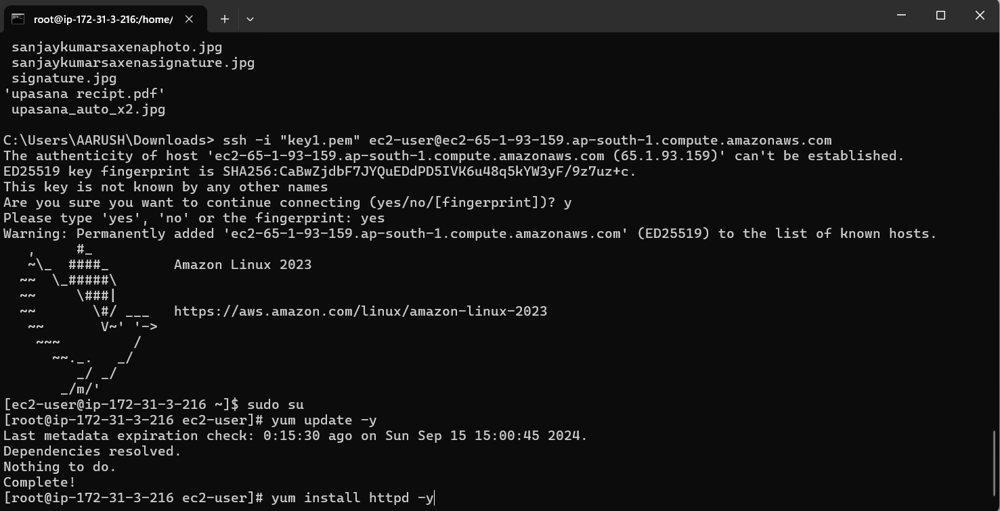 root@ip-172-31-3-216:/home/
sanjaykumarsaxenaphoto.jpg
sanjaykumarsaxenasignature.jpg
signature.jpg
'upasana recipt.pdf'
upasana_auto_x2.jpg
C:\Users\AARUSH\Downloads> ssh -i "key1.pem" ec2-user@ec2-65-1-93-159.ap-south-1.compute.amazonaws.com
The authenticity of host 'ec2-65-1-93-159.ap-south-1.compute.amazonaws.com (65.1.93.159)' can't be established.
ED25519 key fingerprint is SHA256:CaBwZjdbF7JYQuEDdPD5IVK6u48q5kYW3yF/9z7uz+c.
This key is not known by any other names
Are you sure you want to continue connecting (yes/no/[fingerprint])? y
Please type 'yes', 'no' or the fingerprint: yes
Warning: Permanently added 'ec2-65-1-93-159.ap-south-1.compute.amazonaws.com' (ED25519) to the list of known hosts.
   ,     #_
   ~\_  ####_        Amazon Linux 2023
  ~~  \_#####\
  ~~     \###|
  ~~       \#/ ___   https://aws.amazon.com/linux/amazon-linux-2023
   ~~       V~' '->
    ~~~         /
      ~~._.   _/
         _/ _/
       _/m/'
[ec2-user@ip-172-31-3-216 ~]$ sudo su
[root@ip-172-31-3-216 ec2-user]# yum update -y
Last metadata expiration check: 0:15:30 ago on Sun Sep 15 15:00:45 2024.
Dependencies resolved.
Nothing to do.
Complete!
[root@ip-172-31-3-216 ec2-user]# yum install httpd -y